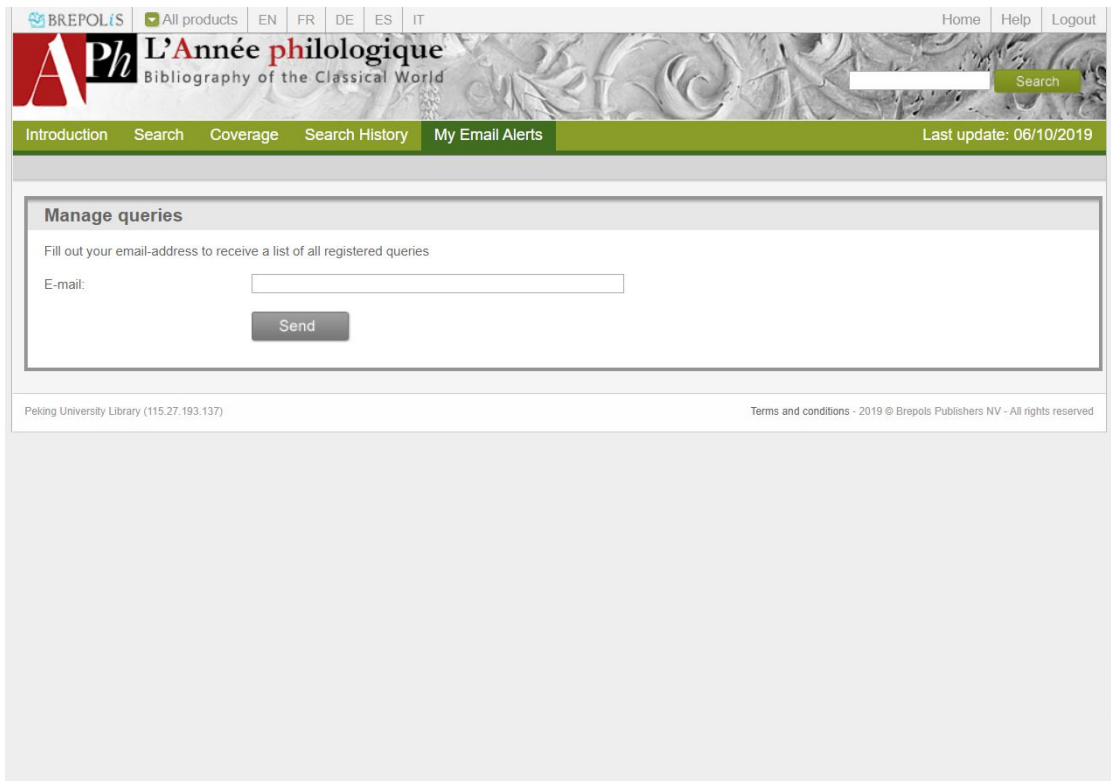 BREPOLiS All products EN FR DE ES IT Home Help Logout
APh L'Année philologique
Bibliography of the Classical World
Search
Introduction Search Coverage Search History My Email Alerts Last update: 06/10/2019
Manage queries
Fill out your email-address to receive a list of all registered queries
E-mail:
Send
Peking University Library (115.27.193.137) Terms and conditions - 2019 © Brepols Publishers NV - All rights reserved